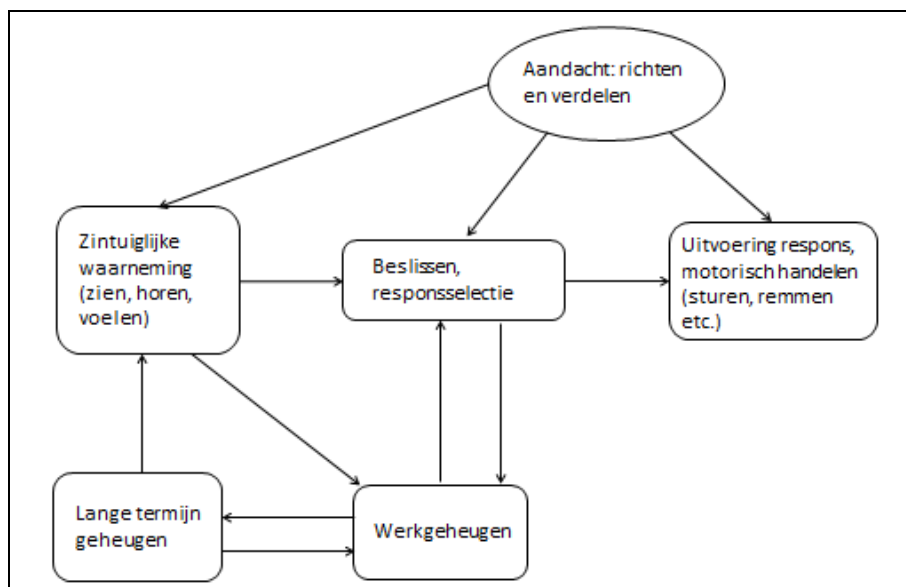 Aandacht: richten
en verdelen
Zintuiglijke
waarneming
(zien, horen,
voelen)
Beslissen,
responsselectie
Uitvoering respons,
motorisch handelen
(sturen, remmen
etc.)
Lange termijn
geheugen
Werkgeheugen